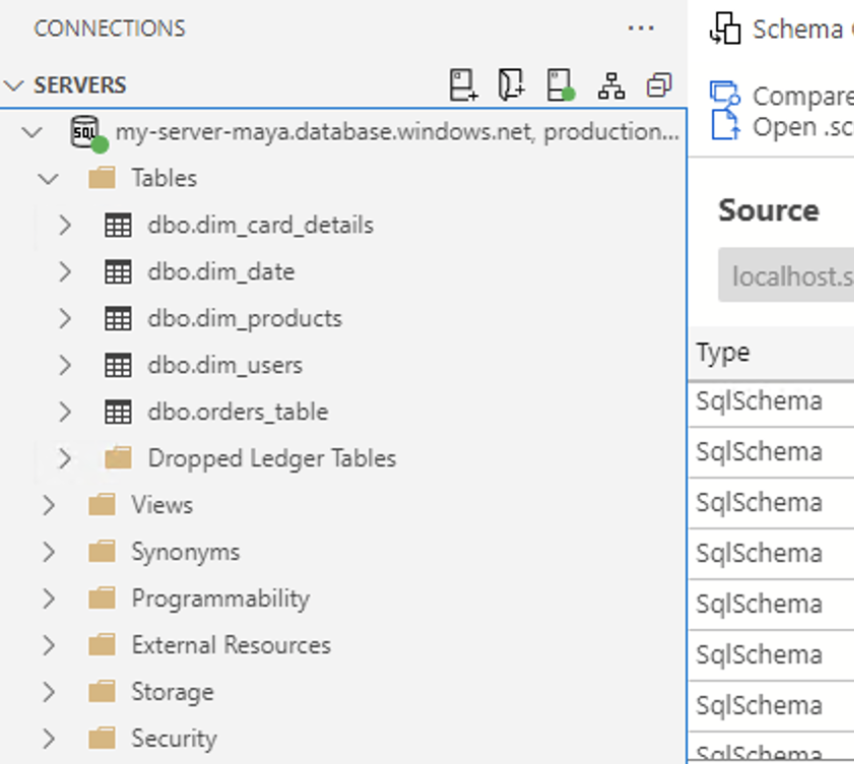 CONNECTIONS
SERVERS
my-server-maya.database.windows.net, production...
Tables
dbo.dim_card_details
dbo.dim_date
dbo.dim_products
dbo.dim_users
dbo.orders_table
Dropped Ledger Tables
Views
Synonyms
Programmability
External Resources
Storage
Security
Schema
Compare
Open .sc
Source
localhost.s
Type
SqlSchema
SqlSchema
SqlSchema
SqlSchema
SqlSchema
SqlSchema
SqlSchema
SqlSchema